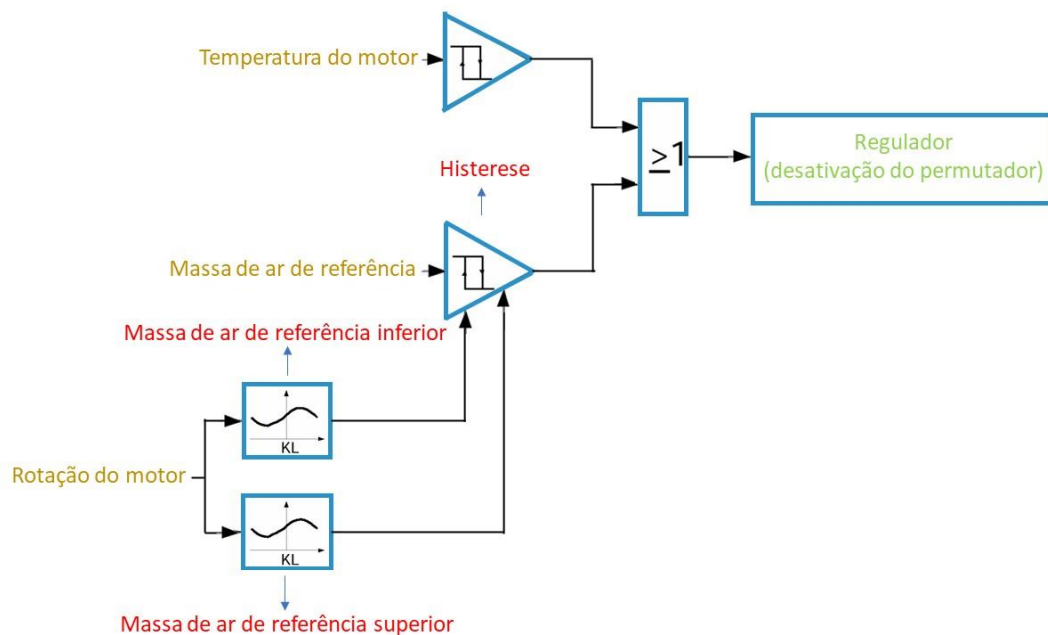 Temperatura do motor
≥1
Regulador
(desativação do permutador)
Histerese
Massa de ar de referência
Massa de ar de referência inferior
KL
Rotação do motor
KL
Massa de ar de referência superior